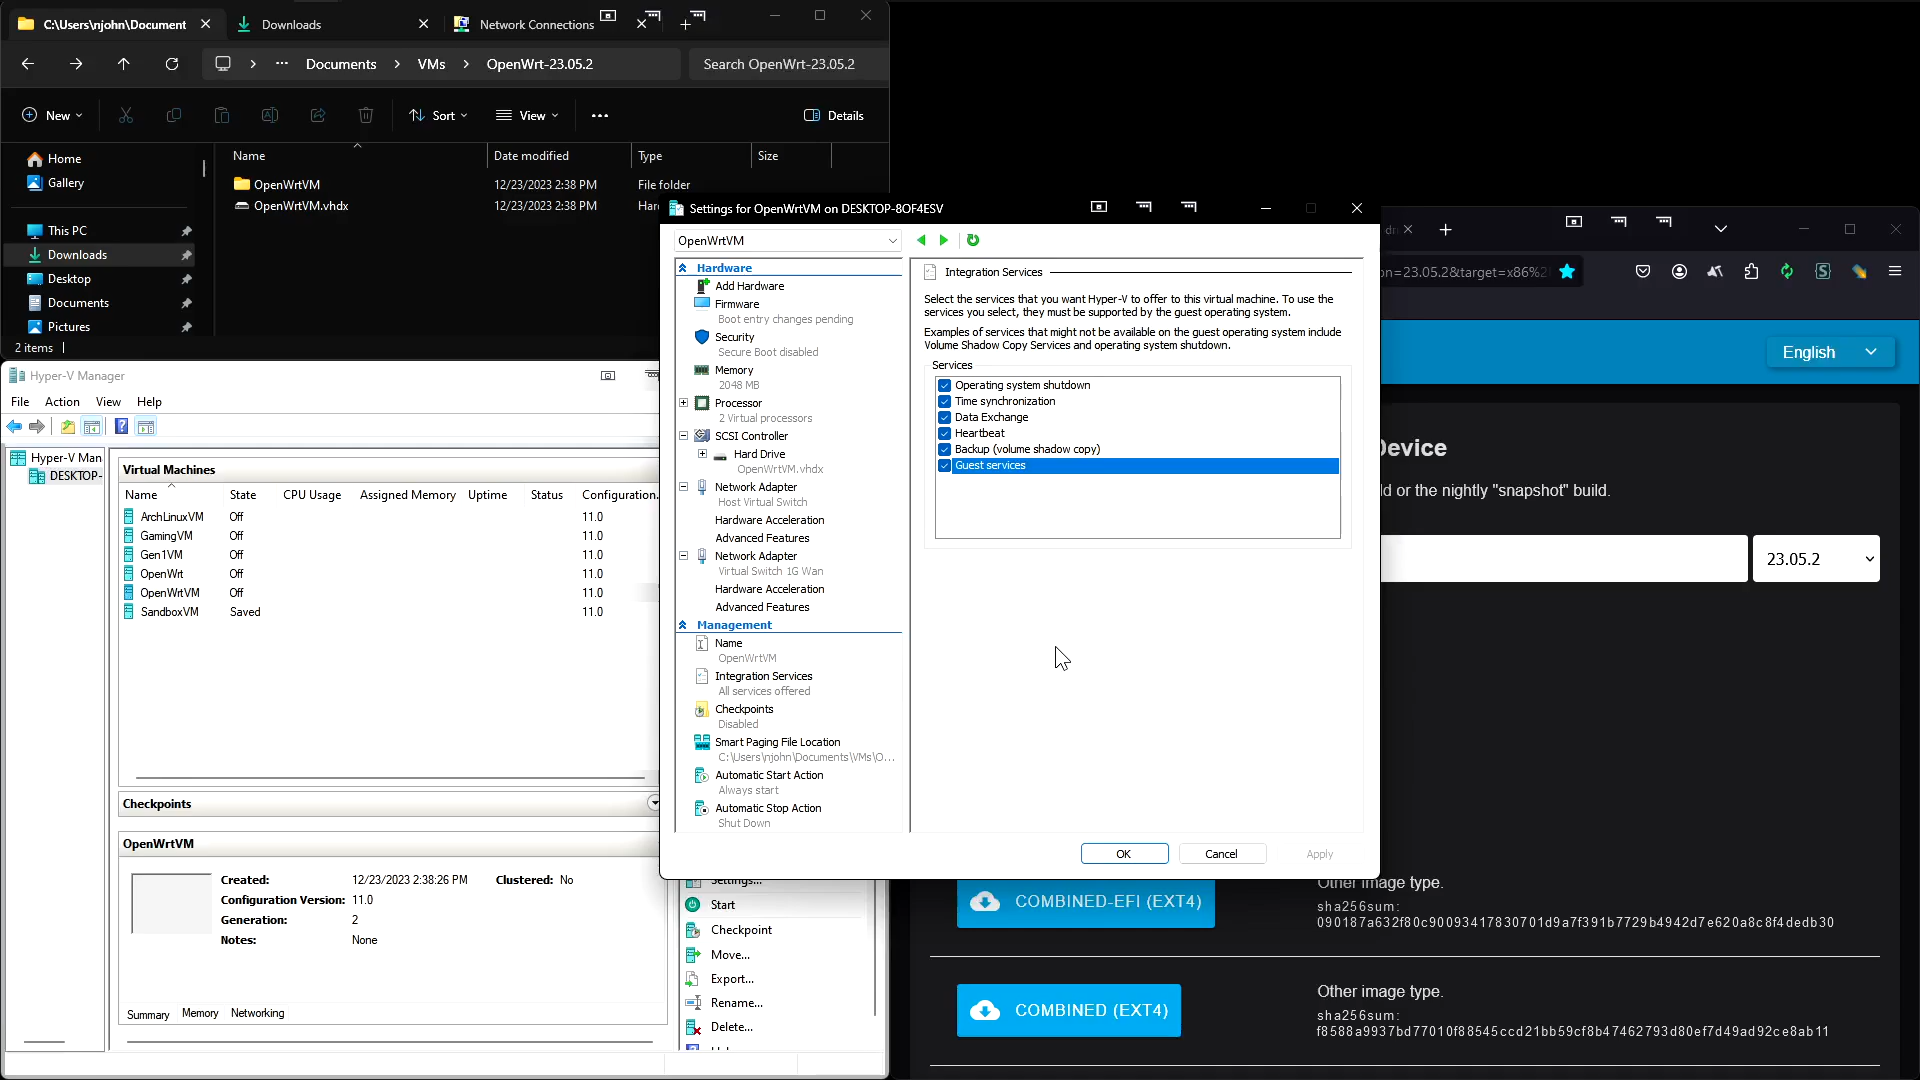 C:\Users\njohn\Document
Downloads
Network Connections
Documents
VMs
OpenWrt-23.05.2
Search OpenWrt-23.05.2
New
Sort
View
Details
Name
Date modified
Type
Size
Home
Gallery
This PC
Downloads
Desktop
Documents
Pictures
OpenWrtVM
12/23/2023 2:38 PM
File folder
OpenWrtVM.vhdx
12/23/2023 2:38 PM
Har
2 items
Hyper-V Manager
File
Action
View
Help
Hyper-V Man
DESKTOP-
Virtual Machines
Name
State
CPU Usage
Assigned Memory
Uptime
Status
Configuration.
ArchLinuxVM
Off
11.0
GamingVM
Off
11.0
Gen1VM
Off
11.0
OpenWrt
Off
11.0
OpenWrtVM
Off
11.0
SandboxVM
Saved
11.0
Checkpoints
OpenWrtVM
Created:
12/23/2023 2:38:26 PM
Clustered: No
Configuration Version: 11.0
Generation:
2
Notes:
None
Summary
Memory
Networking
Settings...
Start
Checkpoint
Move...
Export...
Rename...
Delete...
Settings for OpenWrtVM on DESKTOP-8OF4ESV
OpenWrtVM
Hardware
Add Hardware
Firmware
Boot entry changes pending
Security
Secure Boot disabled
Memory
2048 MB
Processor
2 Virtual processors
SCSI Controller
Hard Drive
OpenWrtVM.vhdx
Network Adapter
Host Virtual Switch
Hardware Acceleration
Advanced Features
Network Adapter
Virtual Switch 1G Wan
Hardware Acceleration
Advanced Features
Management
Name
OpenWrtVM
Integration Services
All services offered
Checkpoints
Disabled
Smart Paging File Location
C:\Users\njohn\Documents\VMs\O...
Automatic Start Action
Always start
Automatic Stop Action
Shut Down
Integration Services
Select the services that you want Hyper-V to offer to this virtual machine. To use the
services you select, they must be supported by the guest operating system.
Examples of services that might not be available on the guest operating system include
Volume Shadow Copy Services and operating system shutdown.
Services
Operating system shutdown
Time synchronization
Data Exchange
Heartbeat
Backup (volume shadow copy)
Guest services
OK
Cancel
Apply
on=23.05.2&target=x86%2
English
Device
ld or the nightly "snapshot" build.
23.05.2
COMBINED-EFI (EXT4)
Other image type.
sha256sum:
090187a632f80c90093417830701d9a7f391b7729b4942d7e620a8c8f4dedb30
COMBINED (EXT4)
Other image type.
sha256sum:
f8588a9937bd77010f88545ccd21bb59cf8b47462793d80ef7d49ad92ce8ab11